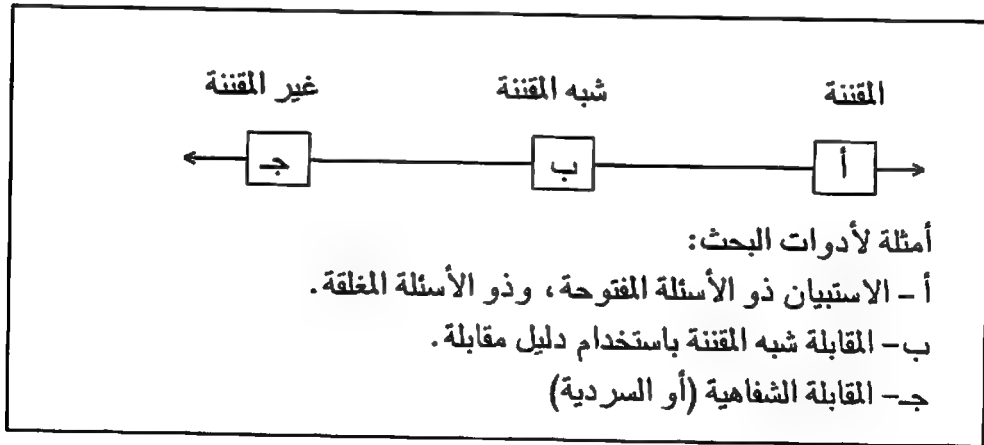 المقننة شبه المقننة غير المقننة
أ ب جـ
أمثلة لأدوات البحث:
أ - الاستبيان ذو الأسئلة المفتوحة، وذو الأسئلة المغلقة.
ب- المقابلة شبه المقننة باستخدام دليل مقابلة.
جـ- المقابلة الشفاهية (أو السردية)